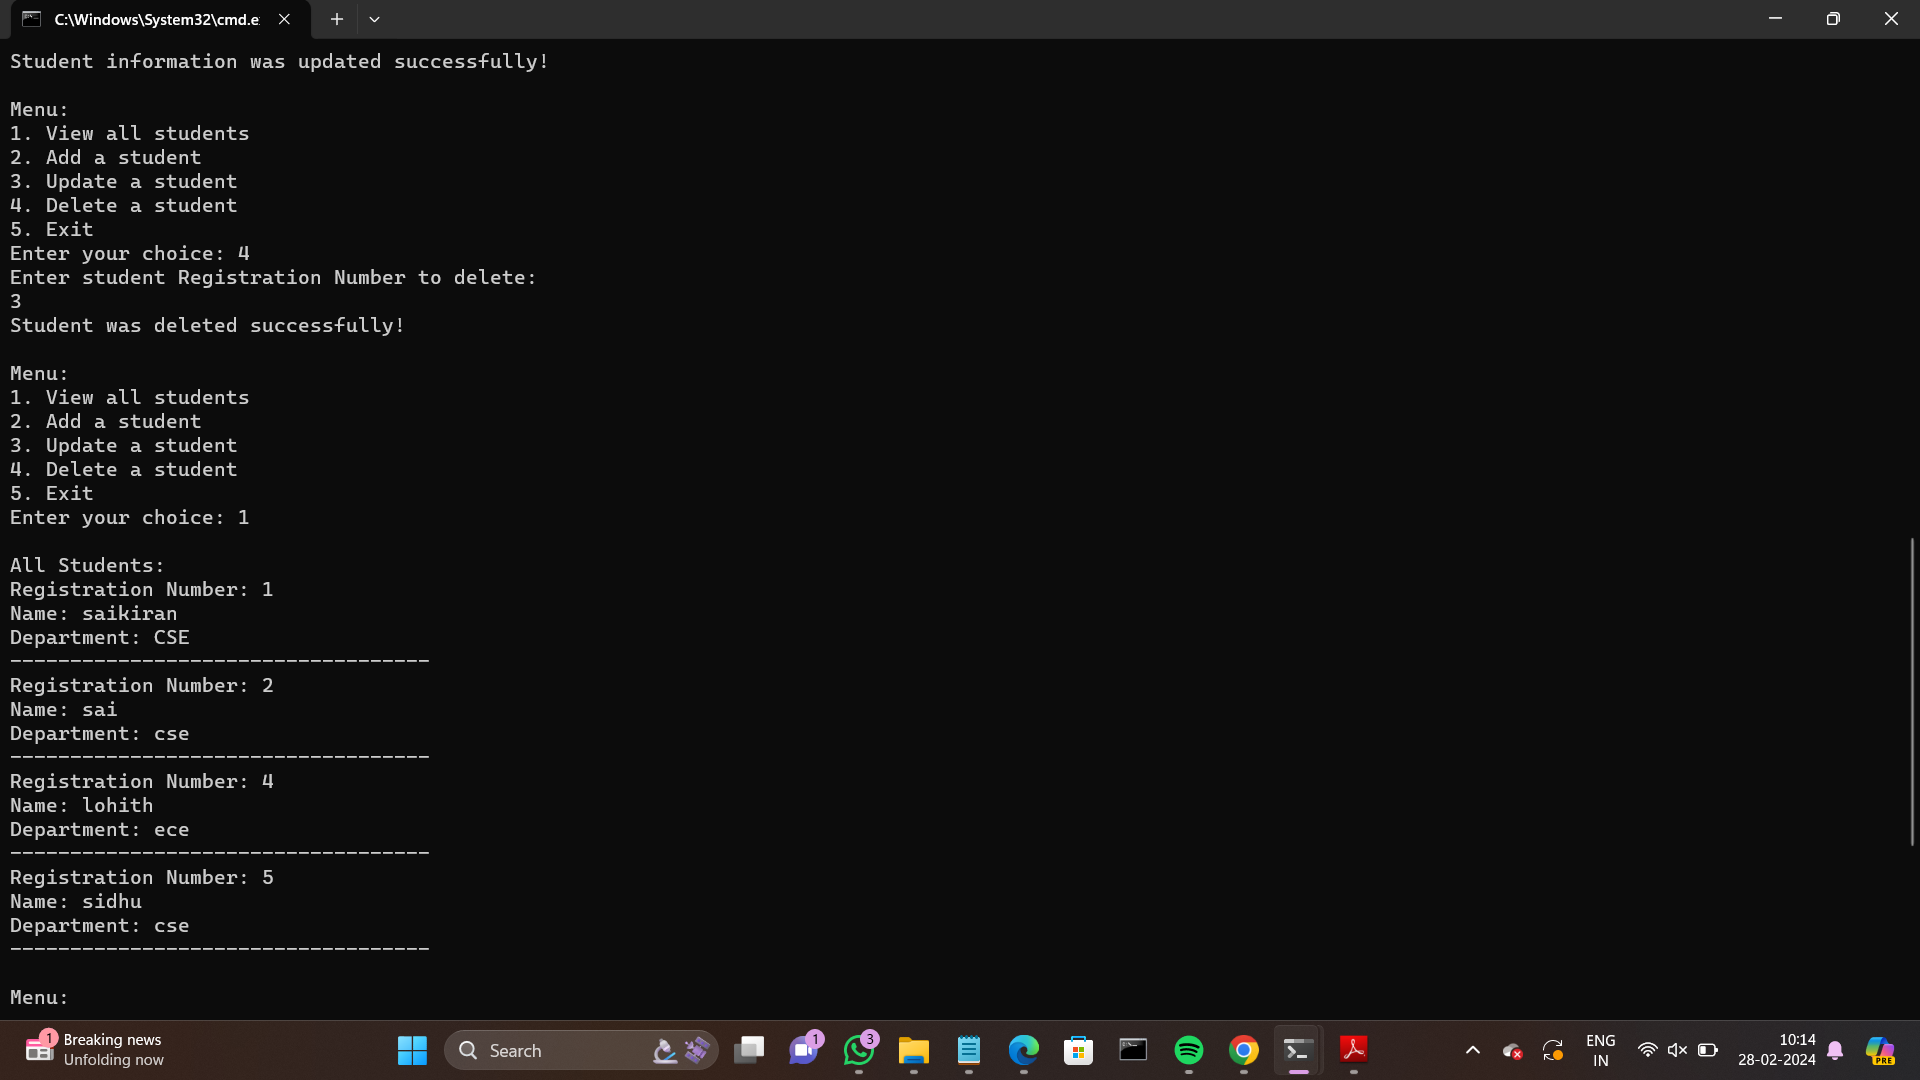 C:\Windows\System32\cmd.e
Student information was updated successfully!
Menu:
1. View all students
2. Add a student
3. Update a student
4. Delete a student
5. Exit
Enter your choice: 4
Enter student Registration Number to delete:
3
Student was deleted successfully!
Menu:
1. View all students
2. Add a student
3. Update a student
4. Delete a student
5. Exit
Enter your choice: 1
All Students:
Registration Number: 1
Name: saikiran
Department: CSE
-----------------------------------
Registration Number: 2
Name: sai
Department: cse
-----------------------------------
Registration Number: 4
Name: lohith
Department: ece
-----------------------------------
Registration Number: 5
Name: sidhu
Department: cse
-----------------------------------
Menu:
1
Breaking news
Unfolding now
Search
1
3
ENG
IN
10:14
28-02-2024
PRE